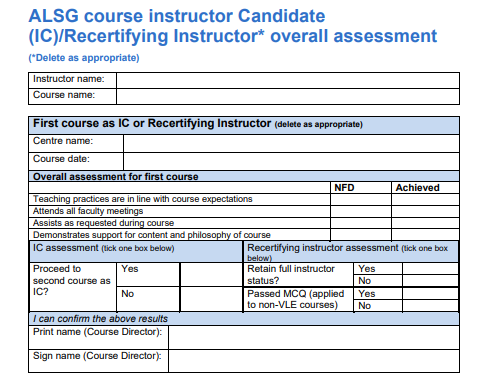 ALSG course instructor Candidate
(IC)/Recertifying Instructor* overall assessment
(*Delete as appropriate)
Instructor name:
Course name:
First course as IC or Recertifying Instructor (delete as appropriate)
Centre name:
Course date:
Overall assessment for first course
NFD Achieved
Teaching practices are in line with course expectations
Attends all faculty meetings
Assists as requested during course
Demonstrates support for content and philosophy of course
IC assessment (tick one box below)
Recertifying instructor assessment (tick one box
below)
Proceed to
second course as
IC?
Yes
No
Retain full instructor
status?
Yes
No
Passed MCQ (applied
to non-VLE courses)
Yes
No
I can confirm the above results
Print name (Course Director):
Sign name (Course Director):